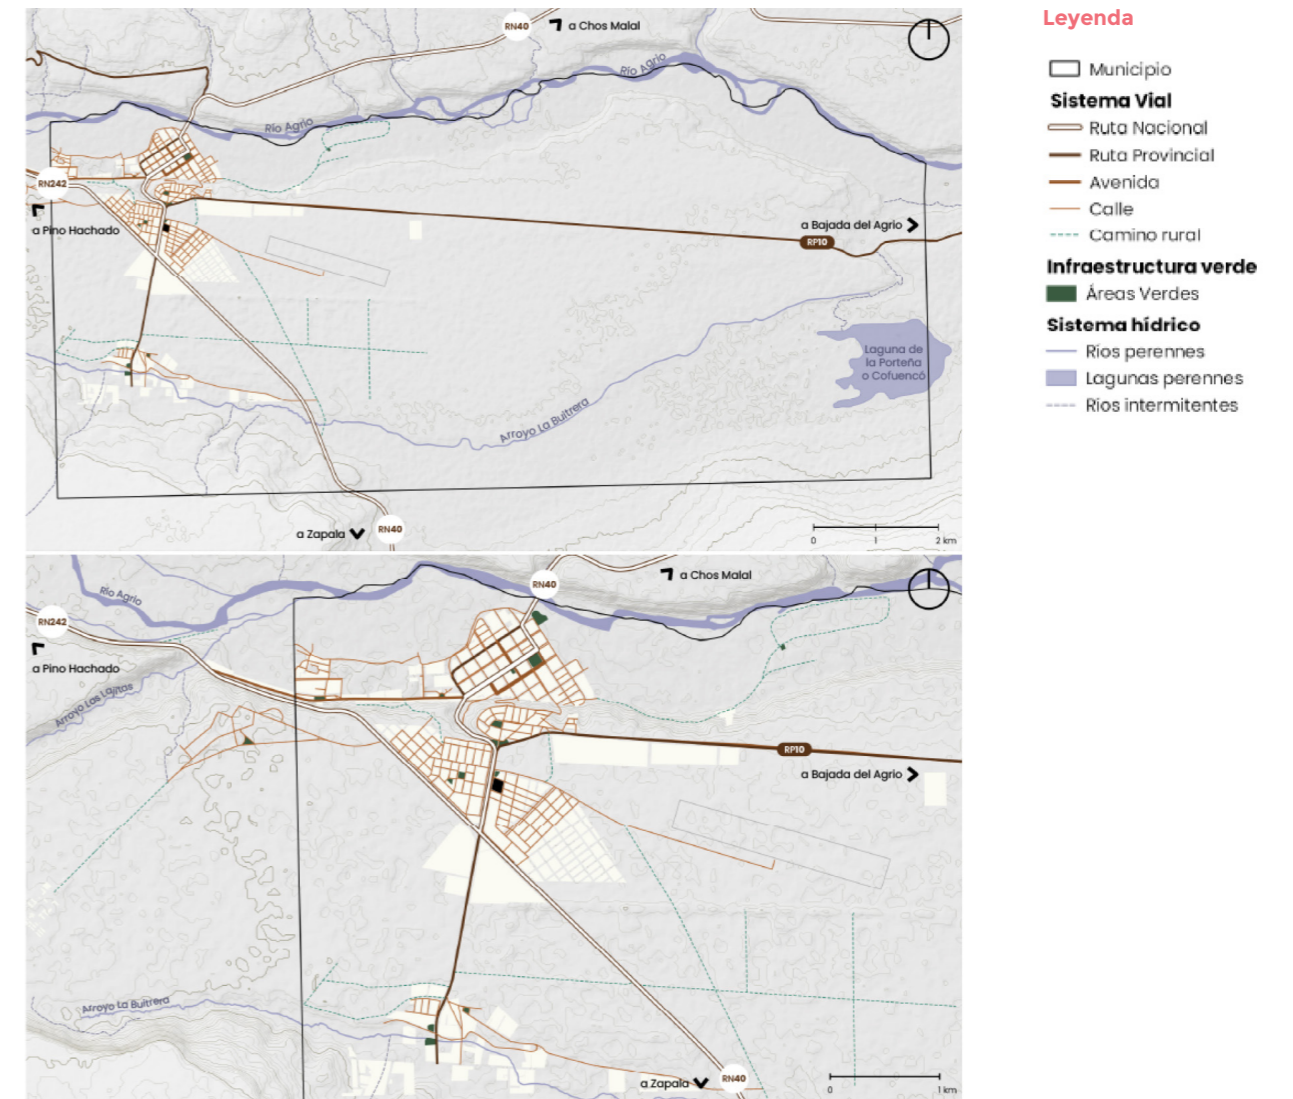 RN40
a Chos Malal
Río Agrio
Río Agrio
RN242
a Pino Hachado
a Bajada del Agrio
RP10
Laguna de
la Porteña
o Cofuencó
Arroyo La Buitrera
a Zapala
RN40
0 1 2 km
RN40
a Chos Malal
Río Agrio
RN242
a Pino Hachado
Arroyo Las Lajitas
RP10
a Bajada del Agrio
Arroyo La Buitrera
a Zapala
RN40
0 1 km
Leyenda
Municipio
Sistema Vial
Ruta Nacional
Ruta Provincial
Avenida
Calle
Camino rural
Infraestructura verde
Áreas Verdes
Sistema hídrico
Ríos perennes
Lagunas perennes
Ríos intermitentes